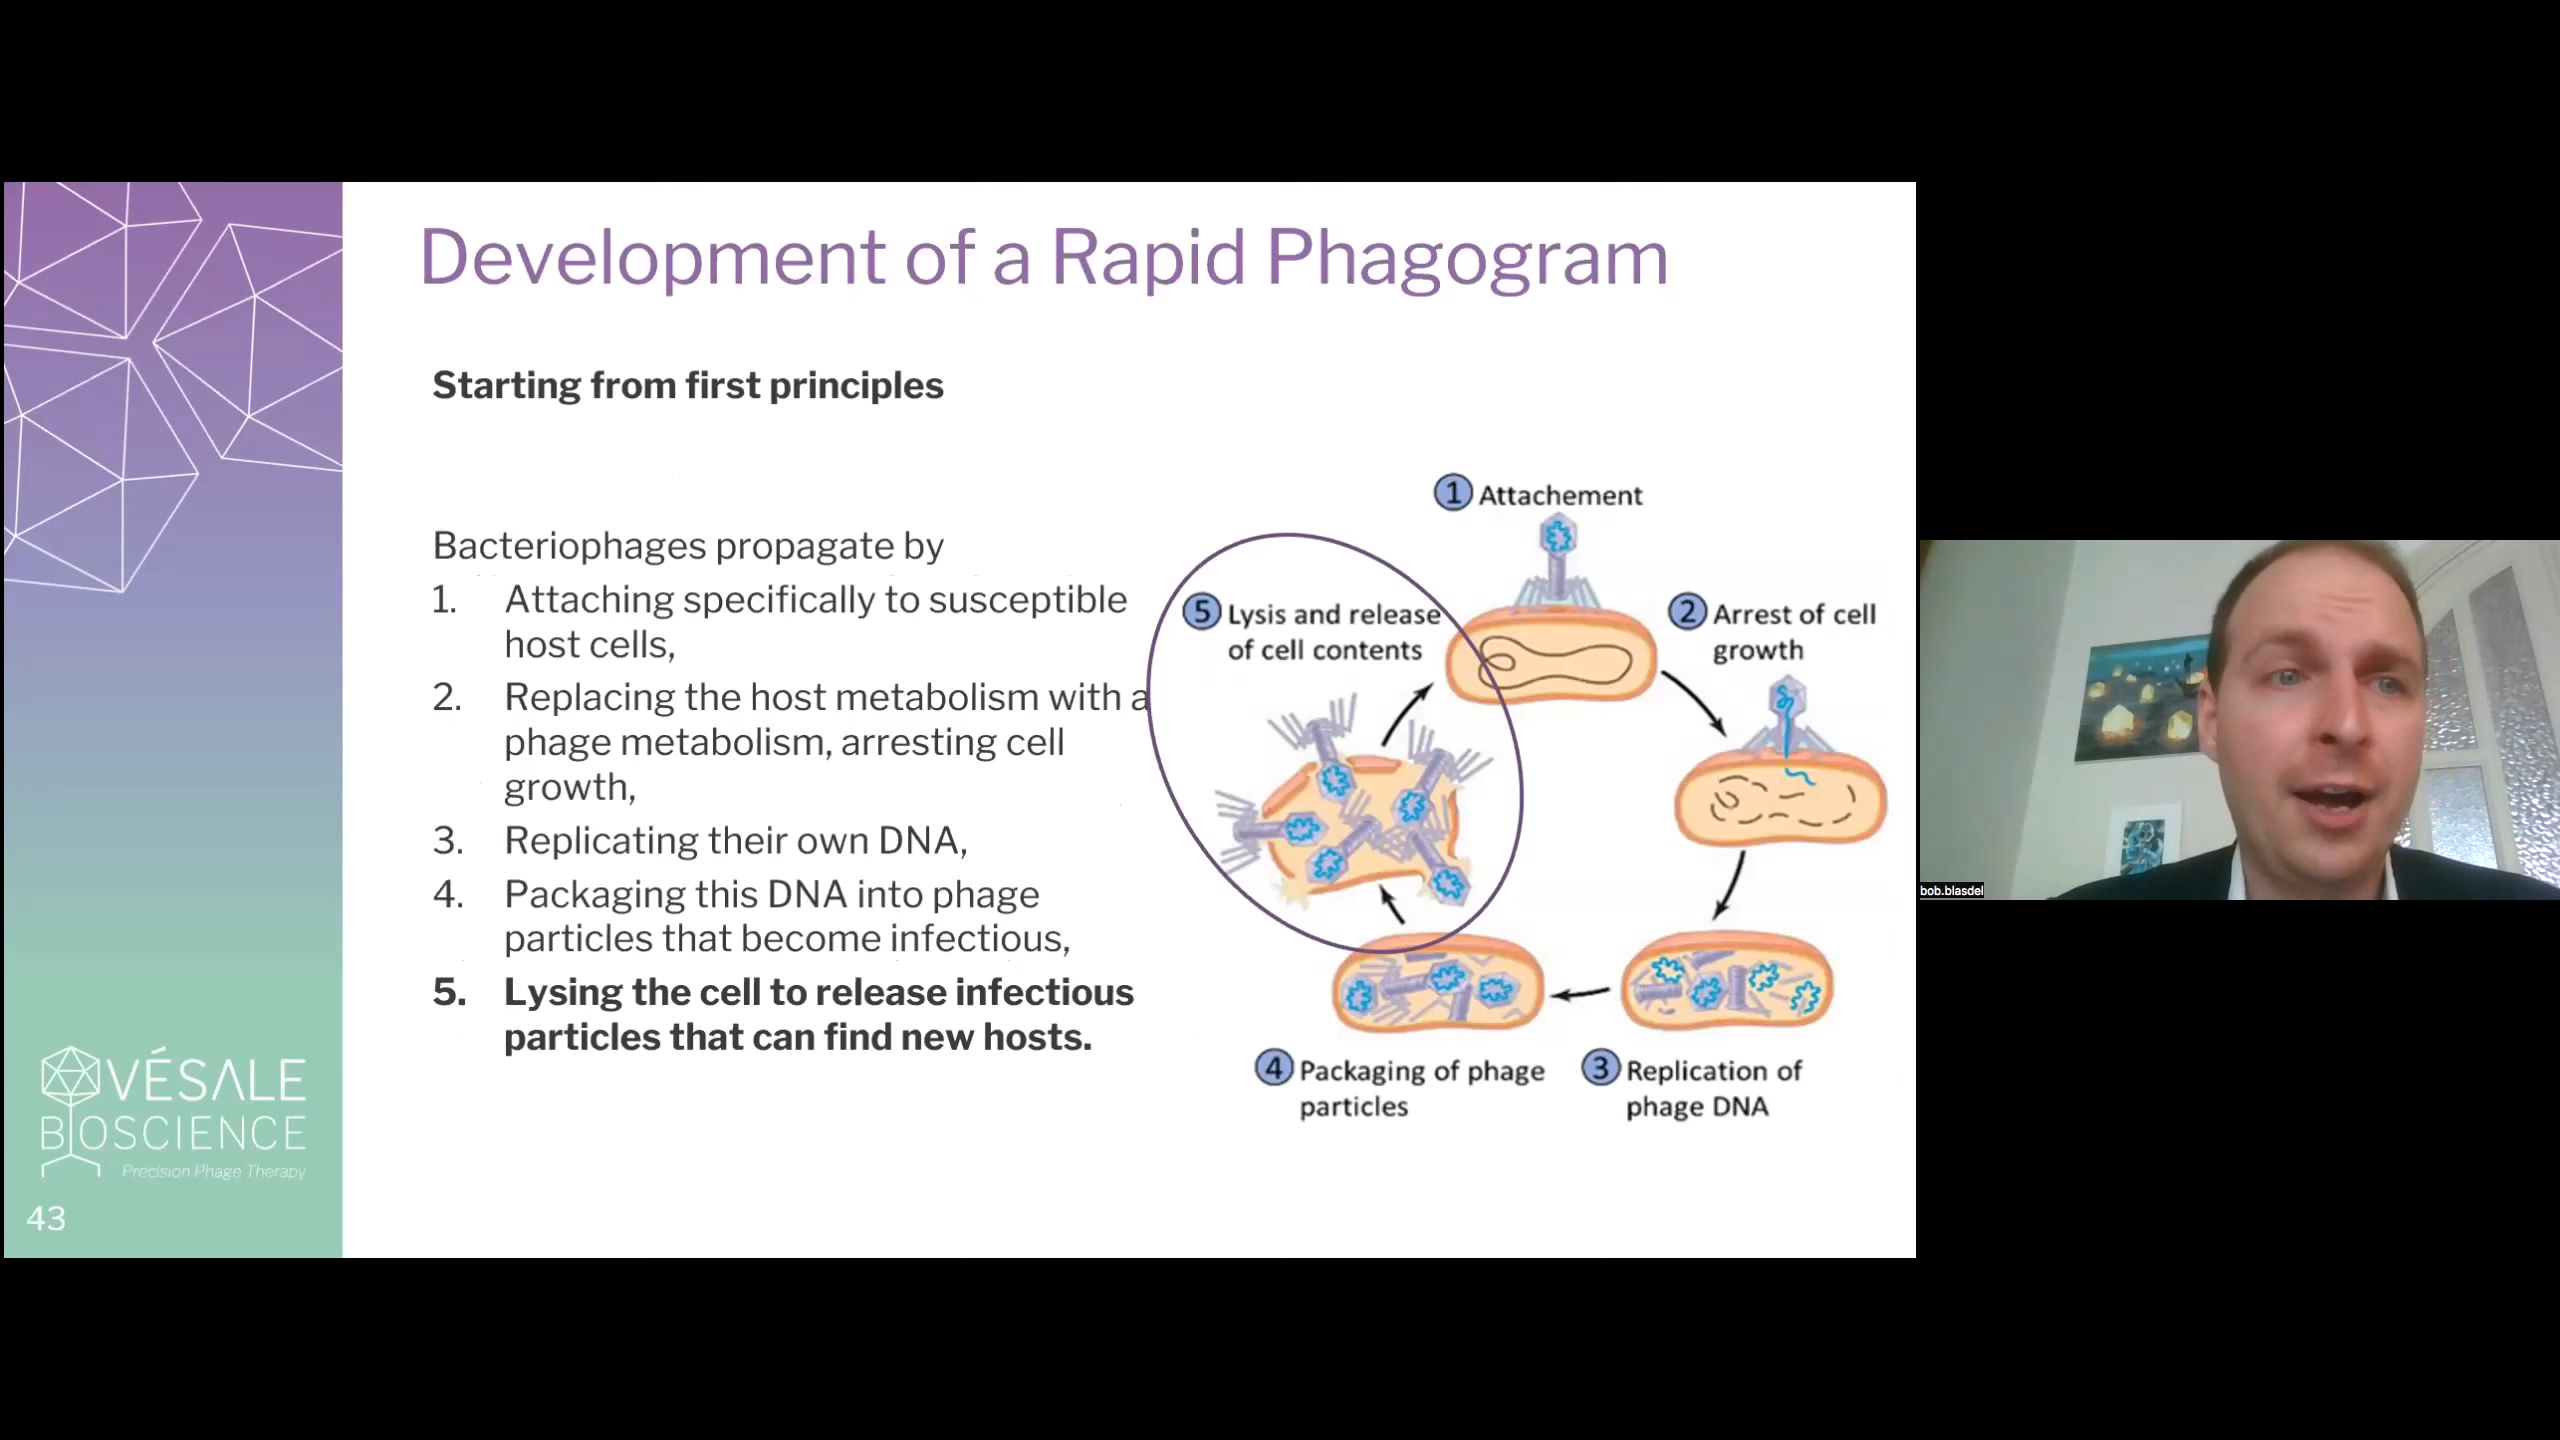 Development of a Rapid Phagogram
Starting from first principles
Bacteriophages propagate by
1. Attaching specifically to susceptible
host cells,
2. Replacing the host metabolism with a
phage metabolism, arresting cell
growth,
3. Replicating their own DNA,
4. Packaging this DNA into phage
particles that become infectious,
5. Lysing the cell to release infectious
particles that can find new hosts.
1 Attachement
2 Arrest of cell
growth
3 Replication of
phage DNA
4 Packaging of phage
particles
5 Lysis and release
of cell contents
VÉSALE
BIOSCIENCE
Precision Phage Therapy
43
bob.blasdel